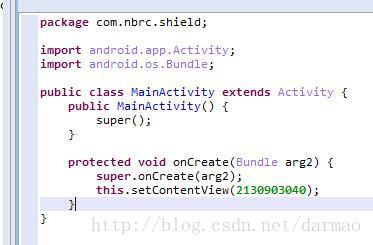 package com.nbrc.shield;
import android.app.Activity;
import android.os.Bundle;
public class MainActivity extends Activity {
public MainActivity() {
super();
}
protected void onCreate(Bundle arg2) {
super.onCreate(arg2);
this.setContentView(2130903040);
}
}
http://blog.csdn.net/darmao